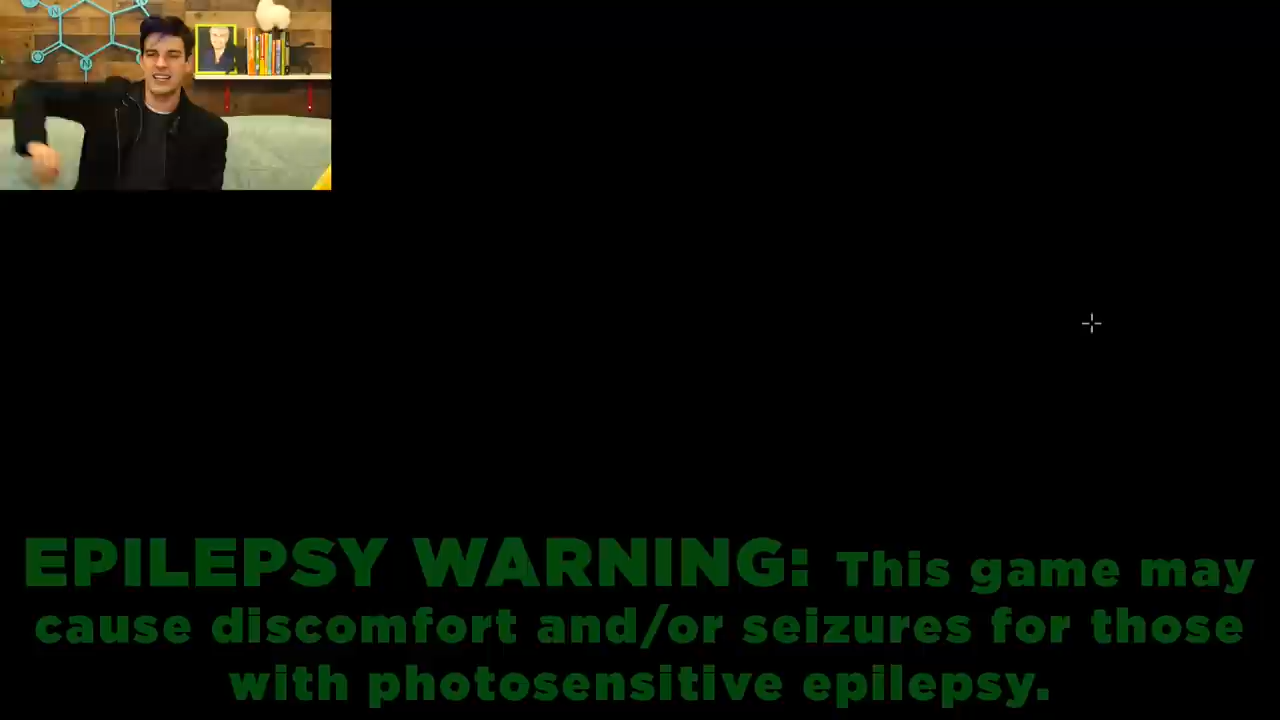 EPILEPSY WARNING: This game may
cause discomfort and/or seizures for those
with photosensitive epilepsy.